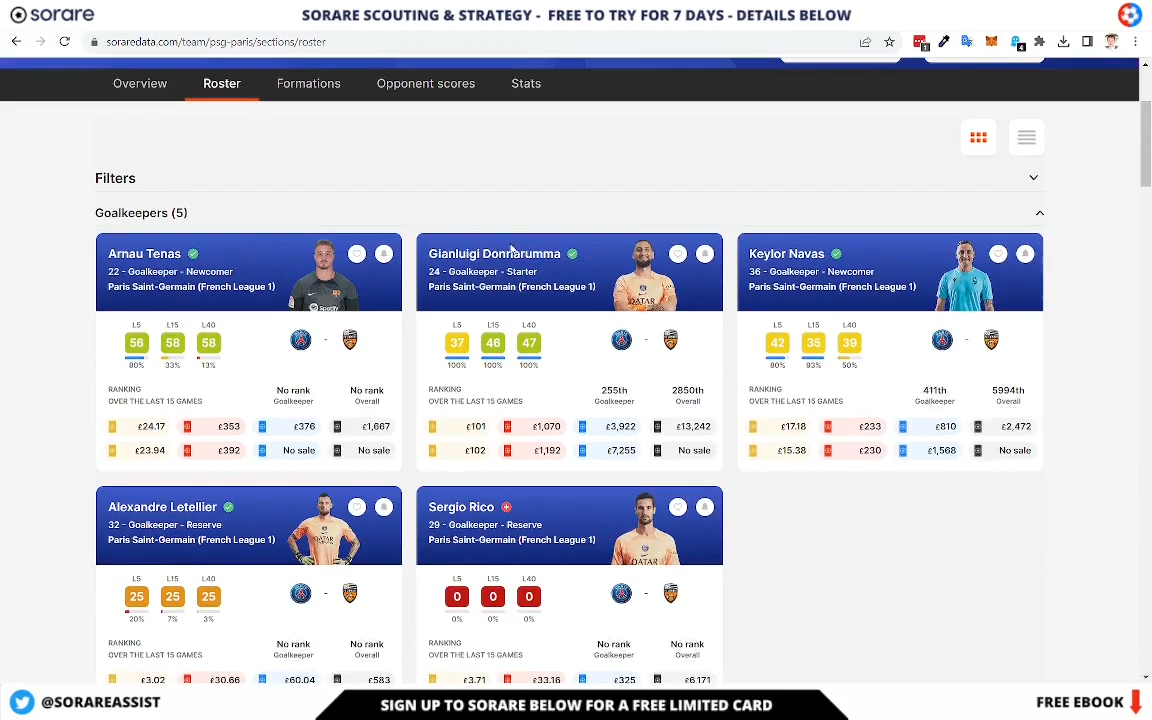 sorare
SORARE SCOUTING & STRATEGY - FREE TO TRY FOR 7 DAYS - DETAILS BELOW
soraredata.com/team/psg-paris/sections/roster
1
4
Overview
Roster
Formations
Opponent scores
Stats
Filters
Goalkeepers (5)
Arnau Tenas
22 - Goalkeeper - Newcomer
Paris Saint-Germain (French League 1)
L5 L15 L40
56 58 58
80% 33% 13%
-
RANKING
OVER THE LAST 15 GAMES
No rank
Goalkeeper
No rank
Overall
£24.17 £353 £376 £1,667
£23.94 £392 No sale No sale
Gianluigi Donnarumma
24 - Goalkeeper - Starter
Paris Saint-Germain (French League 1)
L5 L15 L40
37 46 47
100% 100% 100%
-
RANKING
OVER THE LAST 15 GAMES
255th
Goalkeeper
2850th
Overall
£101 £1,070 £3,922 £13,242
£102 £1,192 £7,255 No sale
Keylor Navas
36 - Goalkeeper - Newcomer
Paris Saint-Germain (French League 1)
L5 L15 L40
42 35 39
80% 93% 50%
-
RANKING
OVER THE LAST 15 GAMES
411th
Goalkeeper
5994th
Overall
£17.18 £233 £810 £2,472
£15.38 £230 £1,568 No sale
Alexandre Letellier
32 - Goalkeeper - Reserve
Paris Saint-Germain (French League 1)
L5 L15 L40
25 25 25
20% 7% 3%
-
RANKING
OVER THE LAST 15 GAMES
No rank
Goalkeeper
No rank
Overall
£3.02 £30.66 £60.04 £583
Sergio Rico
29 - Goalkeeper - Reserve
Paris Saint-Germain (French League 1)
L5 L15 L40
0 0 0
0% 0% 0%
-
RANKING
OVER THE LAST 15 GAMES
No rank
Goalkeeper
No rank
Overall
£3.71 £33.16 £325 £6,171
@SORAREASSIST
SIGN UP TO SORARE BELOW FOR A FREE LIMITED CARD
FREE EBOOK